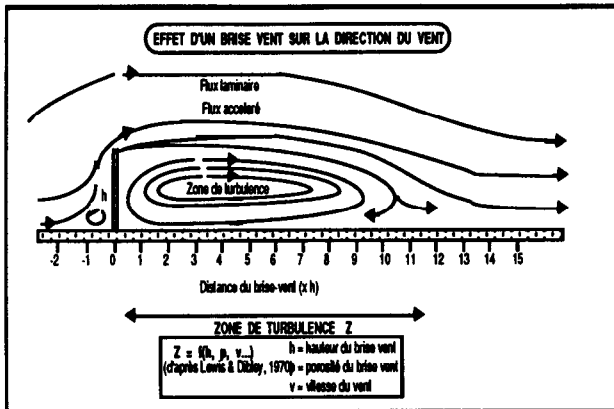 EFFET D'UN BRISE VENT SUR LA DIRECTION DU VENT
Flux laminaire
Flux acceleré
h
Zone de turbulence
-2 -1 0 1 2 3 4 5 6 7 8 9 10 11 12 13 14 15
Distance du brise-vent (x h)
ZONE DE TURBULENCE Z
Z = f(h, p, v...) h = hauteur du brise vent
(d'après Lewis & Dibley, 1970) p = porosité du brise vent
v = vitesse du vent